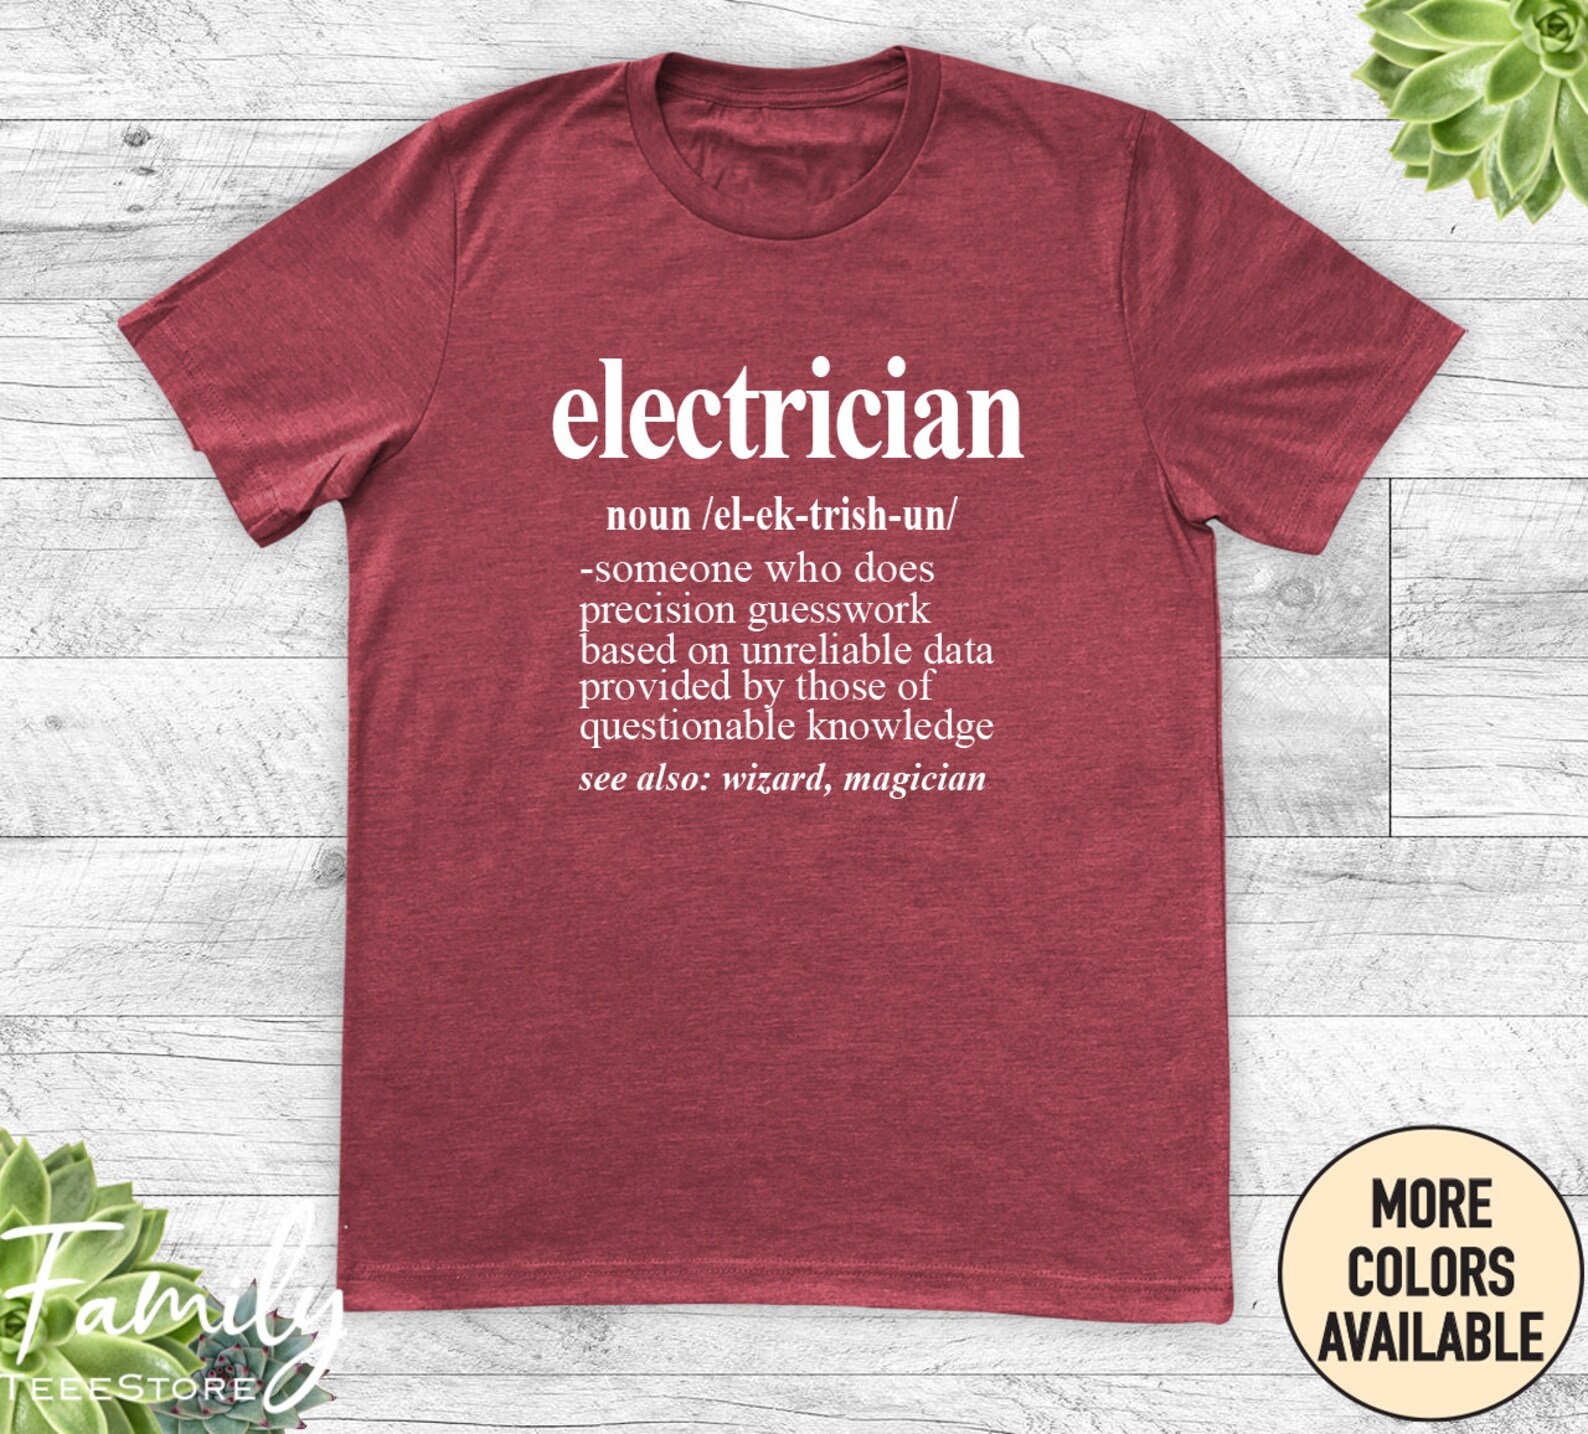 electrician
noun /el-ek-trish-un/
-someone who does
precision guesswork
based on unreliable data
provided by those of
questionable knowledge
see also: wizard, magician
MORE
COLORS
AVAILABLE
Family
TEEESTORE